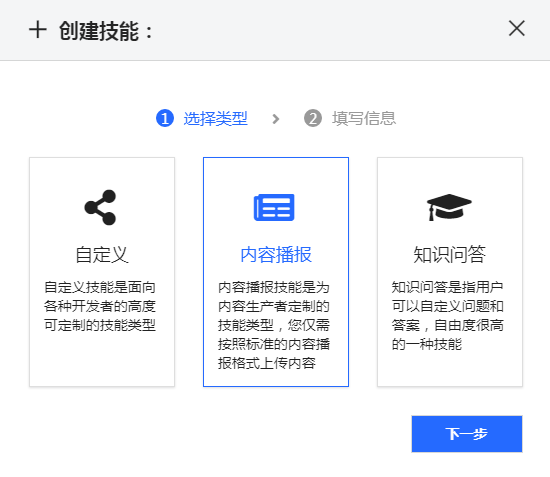 创建技能：
1 选择类型 2 填写信息
自定义
自定义技能是面向
各种开发者的高度
可定制的技能类型
内容播报
内容播报技能是为
内容生产者定制的
技能类型，您仅需
按照标准的内容播
报格式上传内容
知识问答
知识问答是指用户
可以自定义问题和
答案，自由度很高
的一种技能
下一步